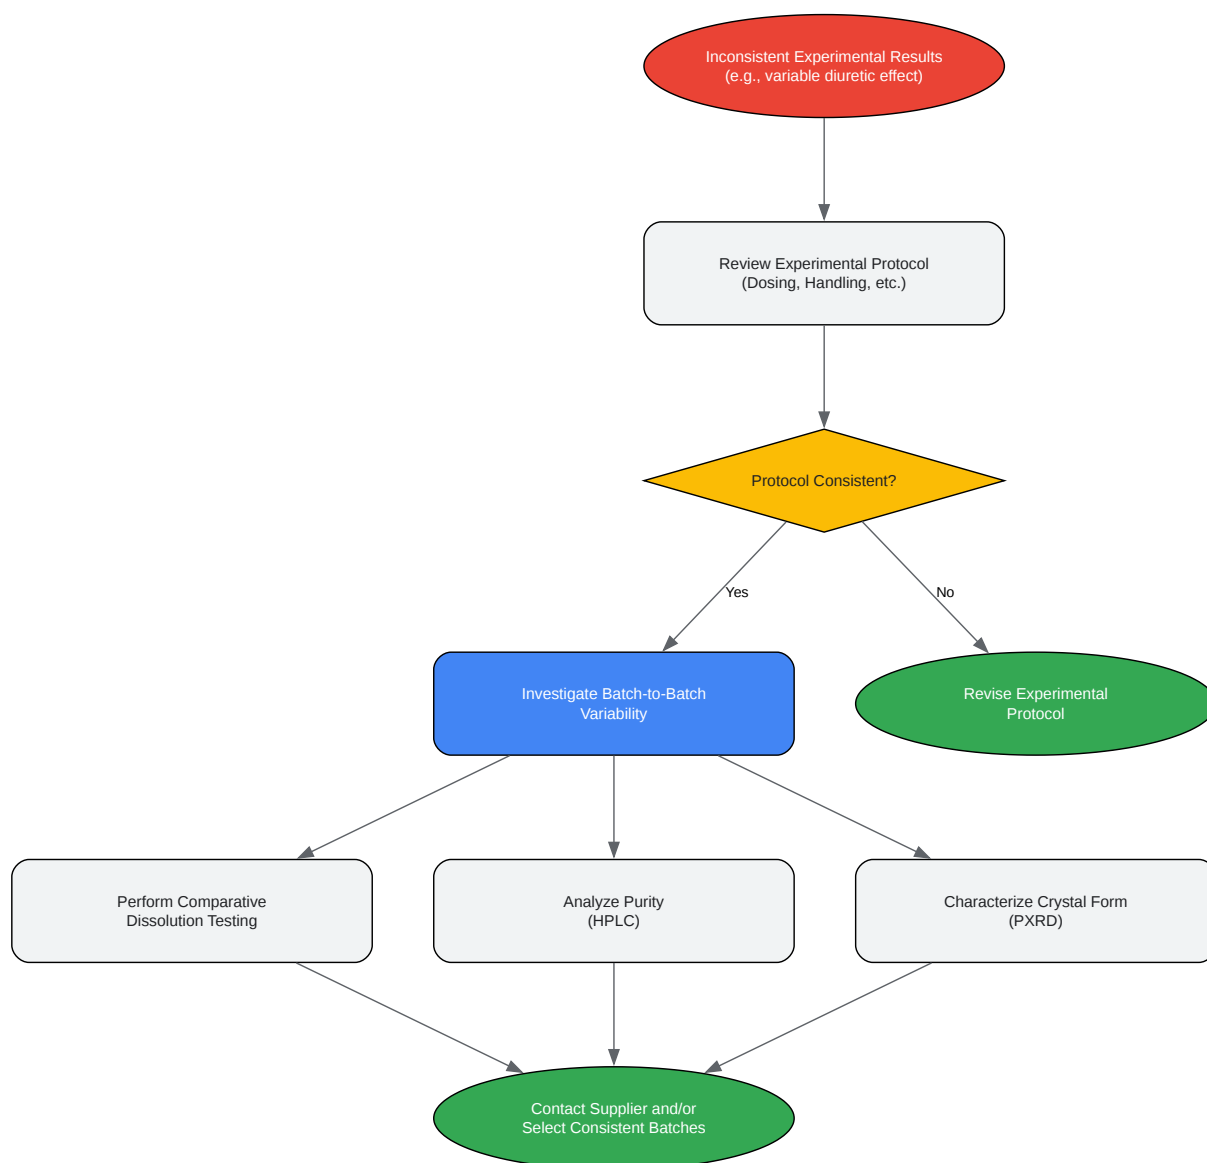 Inconsistent Experimental Results
(e.g., variable diuretic effect)
Review Experimental Protocol
(Dosing, Handling, etc.)
Protocol Consistent?
Yes
No
Investigate Batch-to-Batch
Variability
Revise Experimental
Protocol
Perform Comparative
Dissolution Testing
Analyze Purity
(HPLC)
Characterize Crystal Form
(PXRD)
Contact Supplier and/or
Select Consistent Batches